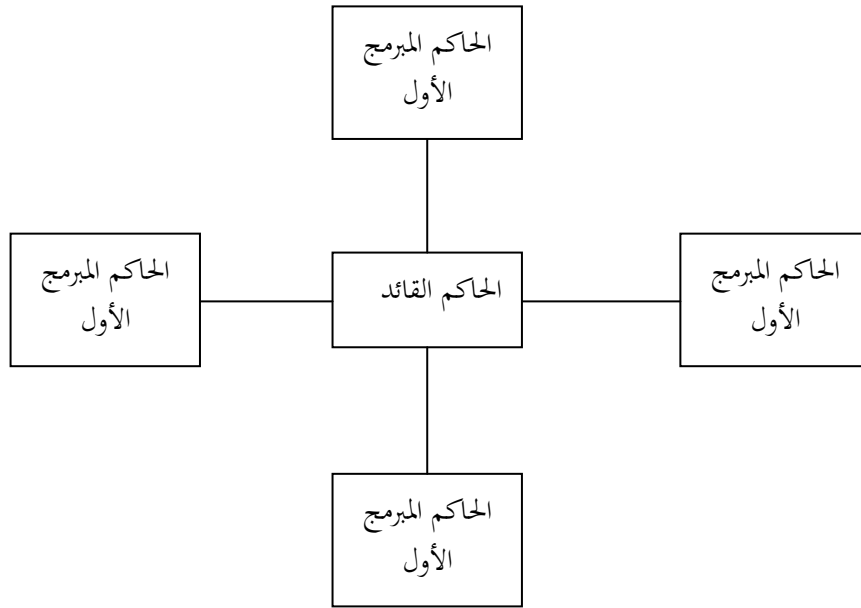 الحاكم المبرمج
الأول
الحاكم المبرمج
الأول
الحاكم القائد
الحاكم المبرمج
الأول
الحاكم المبرمج
الأول